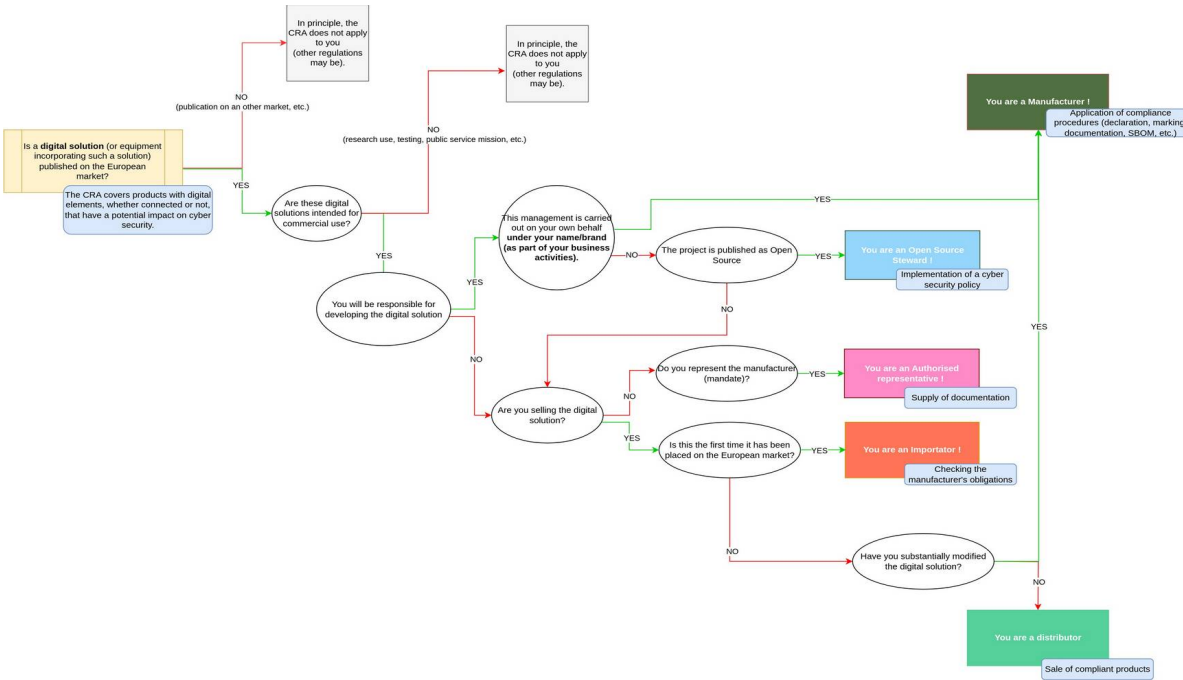 In principle, the
CRA does not apply
to you
(other regulations
may be).
In principle, the
CRA does not apply
to you
(other regulations
may be).
NO
(publication on an other market, etc.)
NO
(research use, testing, public service mission, etc.)
You are a Manufacturer !
Application of compliance
procedures (declaration, marking
documentation, SBOM, etc.)
Is a digital solution (or equipment
incorporating such a solution)
published on the European
market?
YES
The CRA covers products with digital
elements, whether connected or not,
that have a potential impact on cyber
security.
Are these digital
solutions intended for
commercial use?
YES
This management is carried
out on your own behalf
under your name/brand
(as part of your business
activities).
YES
NO
The project is published as Open
Source
YES
You are an Open Source
Steward !
Implementation of a cyber
security policy
YES
You will be responsible for
developing the digital solution
NO
YES
NO
Do you represent the manufacturer
(mandate)?
YES
You are an Authorised
representative !
Supply of documentation
NO
Are you selling the digital
solution?
YES
Is this the first time it has been
placed on the European market?
YES
You are an Importator !
Checking the
manufacturer's obligations
NO
Have you substantially modified
the digital solution?
NO
You are a distributor
Sale of compliant products